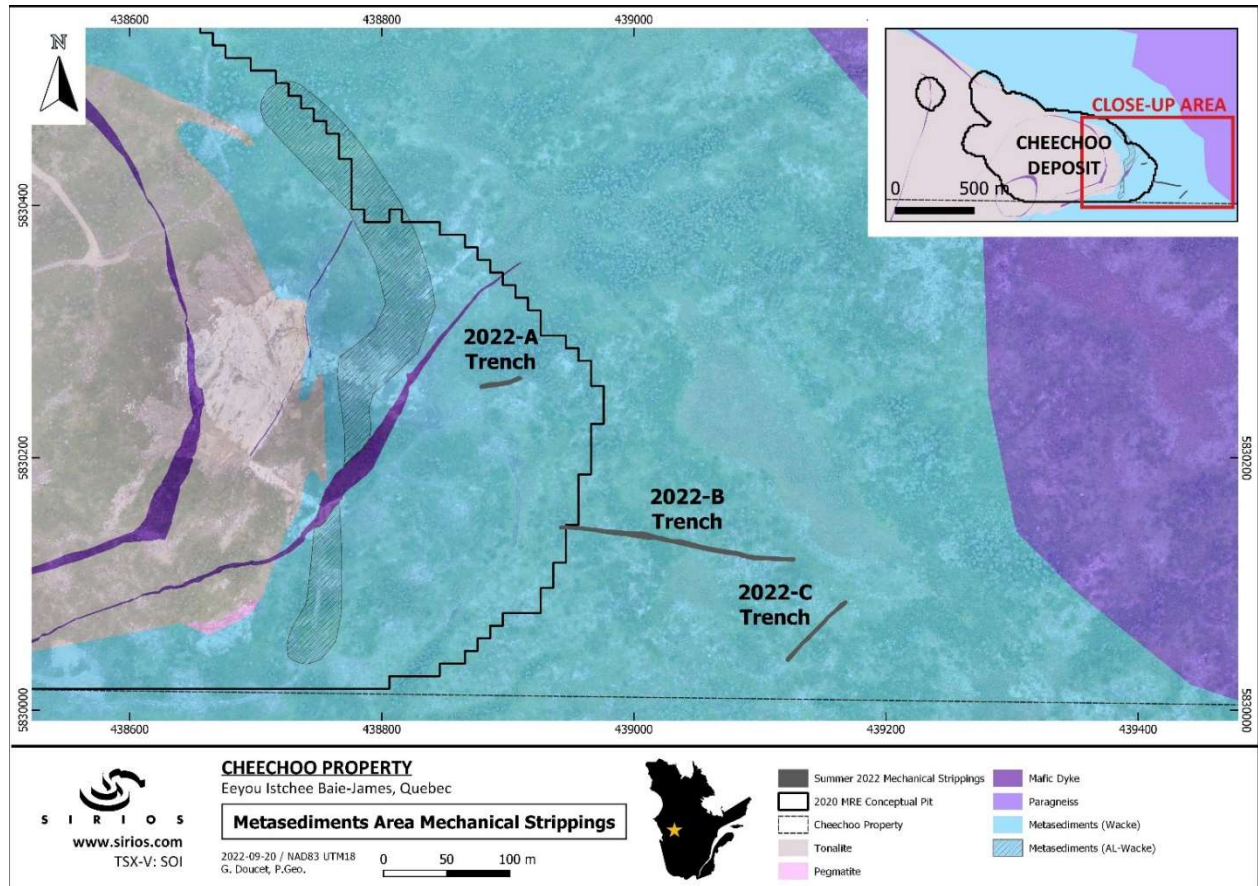 438600
438800
439000
N
5830400
5830200
5830000
CLOSE-UP AREA
CHEECHOO
DEPOSIT
0
500 m
2022-A
Trench
2022-B
Trench
2022-C
Trench
5830200
5830000
438600
438800
439000
439200
439400
SIRIOS
www.sirios.com
TSX-V: SOI
CHEECHOO PROPERTY
Eeyou Istchee Baie-James, Quebec
Metasediments Area Mechanical Strippings
2022-09-20 / NAD83 UTM18
G. Doucet, P.Geo.
0 50 100 m
Summer 2022 Mechanical Strippings
2020 MRE Conceptual Pit
Cheechoo Property
Tonalite
Pegmatite
Mafic Dyke
Paragneiss
Metasediments (Wacke)
Metasediments (AL-Wacke)